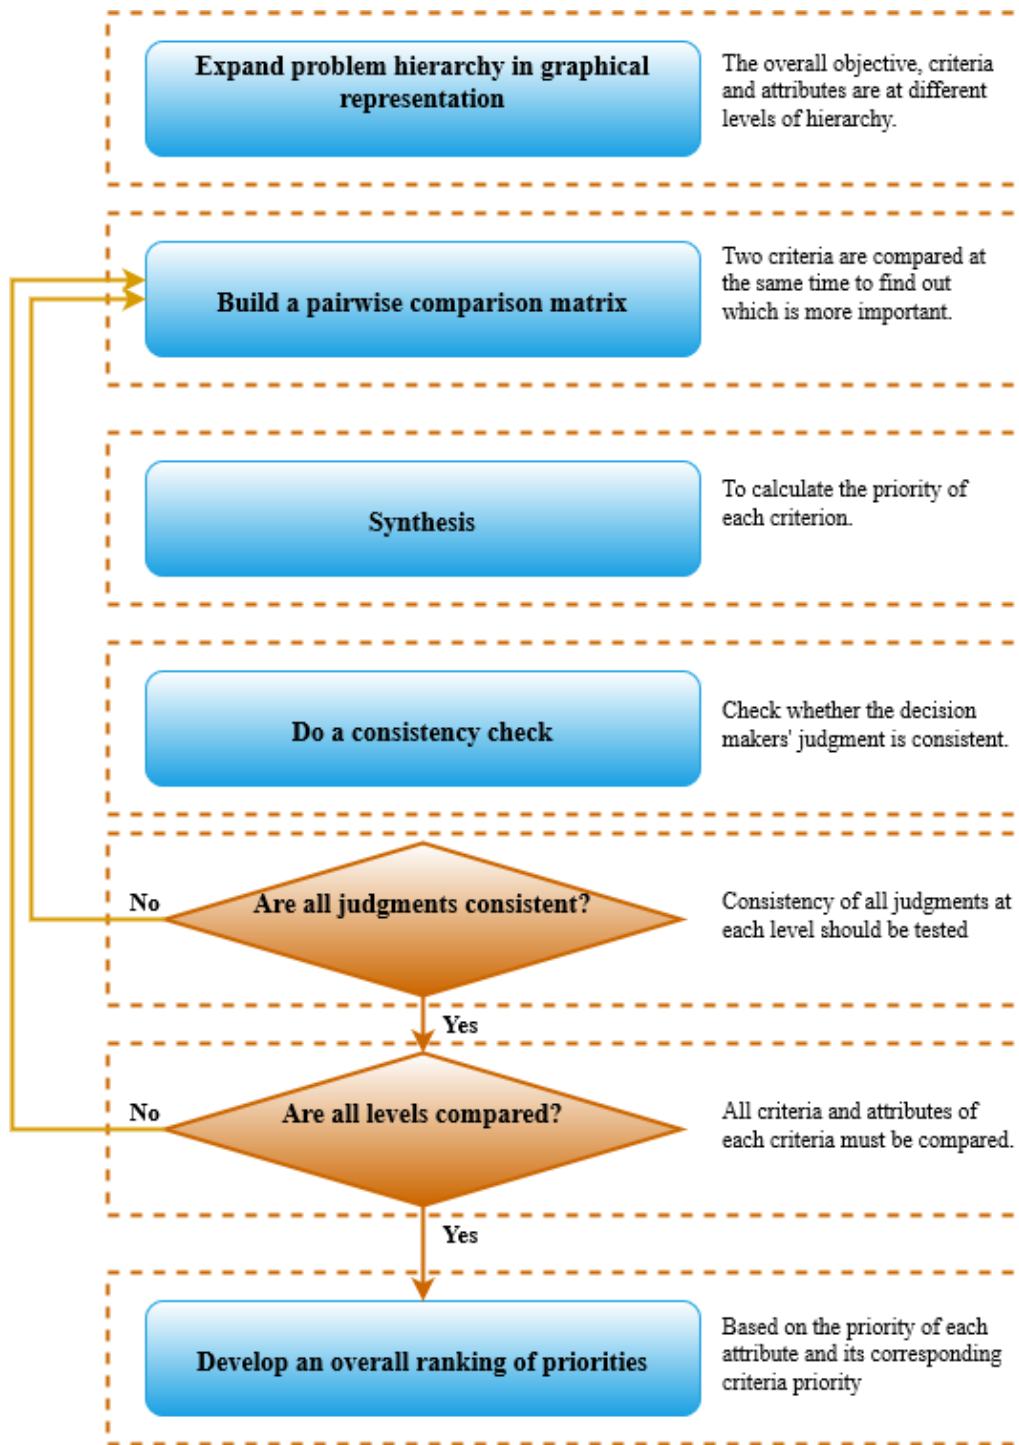 Expand problem hierarchy in graphical
representation
The overall objective, criteria
and attributes are at different
levels of hierarchy.
Build a pairwise comparison matrix
Two criteria are compared at
the same time to find out
which is more important.
Synthesis
To calculate the priority of
each criterion.
Do a consistency check
Check whether the decision
makers' judgment is consistent.
No
Are all judgments consistent?
Consistency of all judgments at
each level should be tested
Yes
No
Are all levels compared?
All criteria and attributes of
each criteria must be compared.
Yes
Develop an overall ranking of priorities
Based on the priority of each
attribute and its corresponding
criteria priority